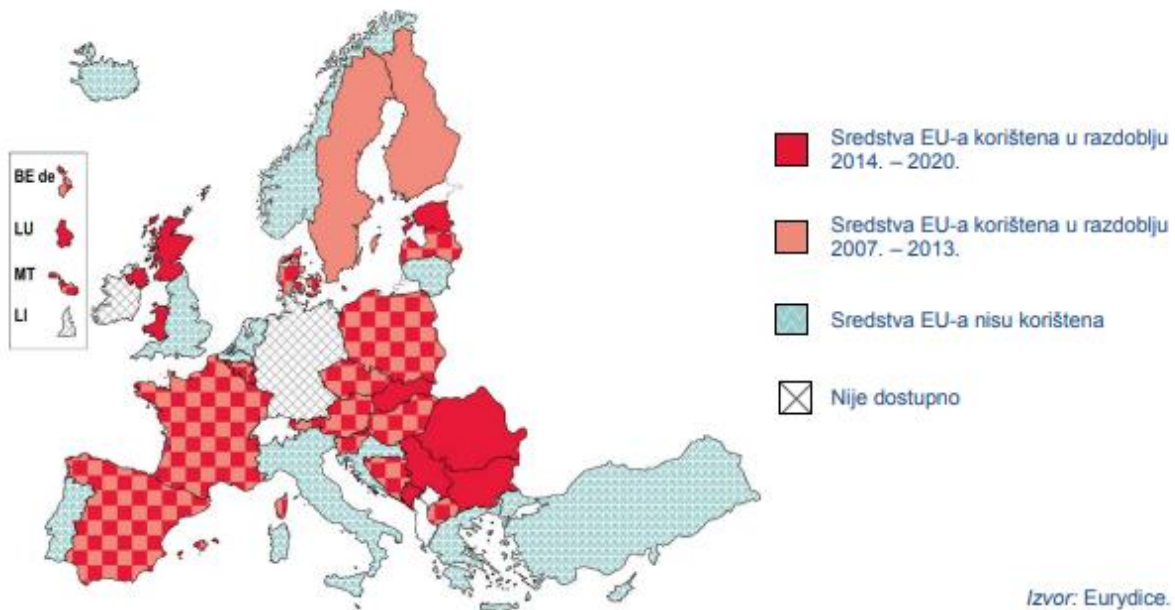 BE de
LU
MT
LI
Sredstva EU-a korištena u razdoblju
2014. – 2020.
Sredstva EU-a korištena u razdoblju
2007. – 2013.
Sredstva EU-a nisu korištena
Nije dostupno
Izvor: Eurydice.